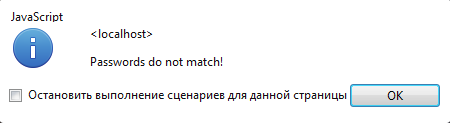 JavaScript
<localhost>
Passwords do not match!
Остановить выполнение сценариев для данной страницы
OK